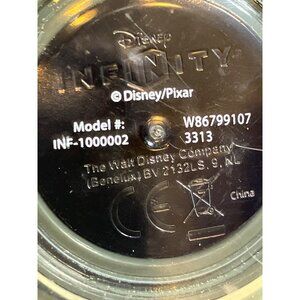 Disney
INFINITY
© Disney/Pixar
Model #: W86799107
INF-1000002 3313
The Walt Disney Company
(Benelux) BV 2132LS, 9, NL
CE
China